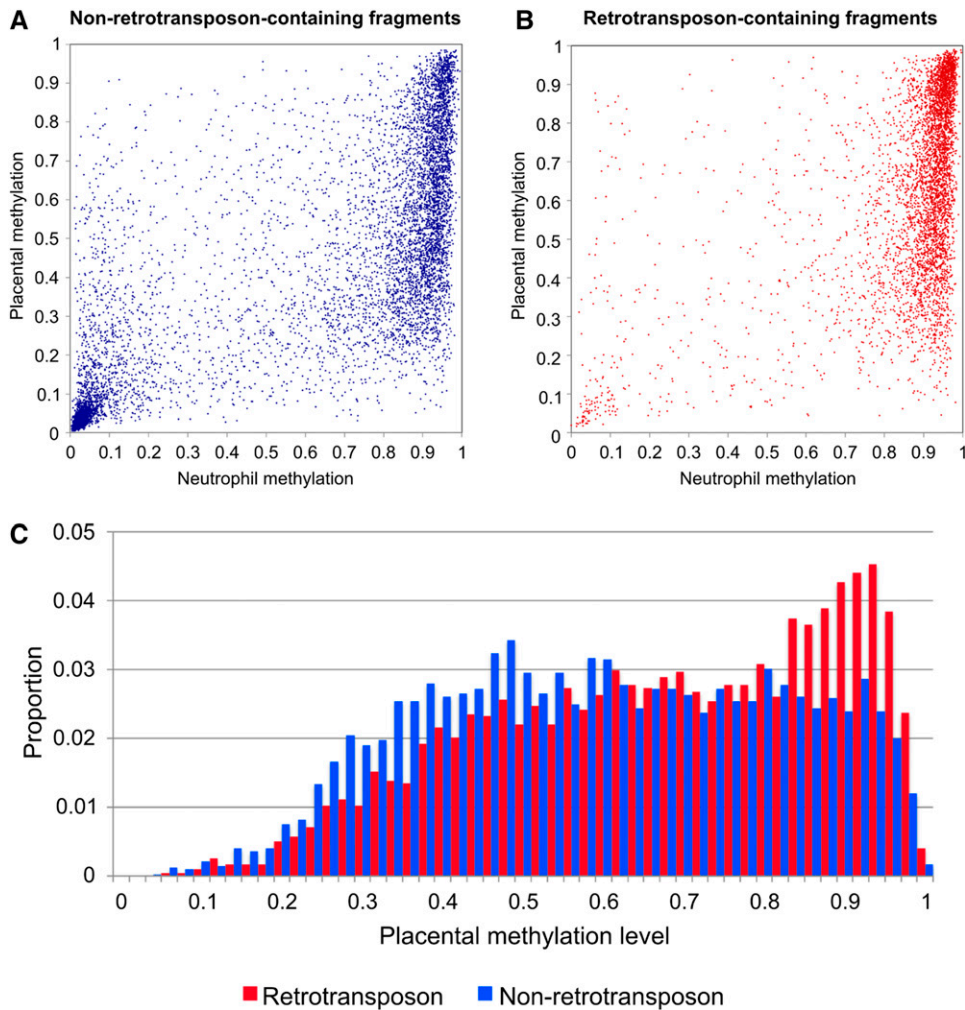 A
Non-retrotransposon-containing fragments
Placental methylation
1
0.9
0.8
0.7
0.6
0.5
0.4
0.3
0.2
0.1
0
0 0.1 0.2 0.3 0.4 0.5 0.6 0.7 0.8 0.9 1
Neutrophil methylation
B
Retrotransposon-containing fragments
Placental methylation
1
0.9
0.8
0.7
0.6
0.5
0.4
0.3
0.2
0.1
0
0 0.1 0.2 0.3 0.4 0.5 0.6 0.7 0.8 0.9 1
Neutrophil methylation
C
Proportion
0.05
0.04
0.03
0.02
0.01
0
0 0.1 0.2 0.3 0.4 0.5 0.6 0.7 0.8 0.9 1
Placental methylation level
Retrotransposon Non-retrotransposon